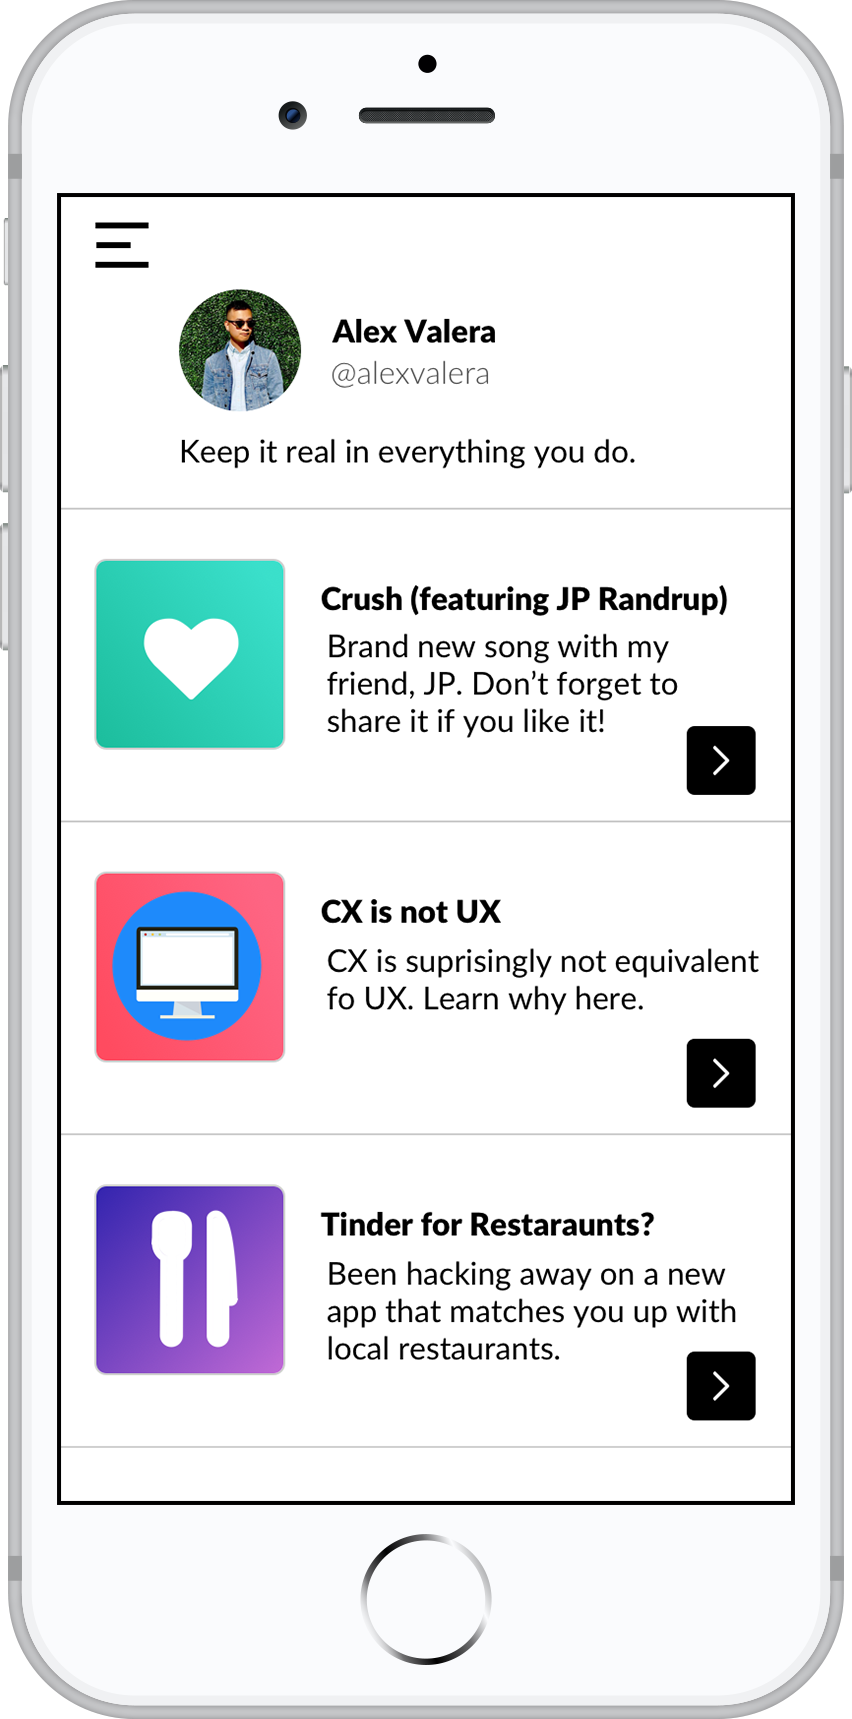 Alex Valera
@alexvalera
Keep it real in everything you do.
Crush (featuring JP Randrup)
Brand new song with my
friend, JP. Don’t forget to
share it if you like it!
CX is not UX
CX is suprisingly not equivalent
fo UX. Learn why here.
Tinder for Restaraunts?
Been hacking away on a new
app that matches you up with
local restaurants.